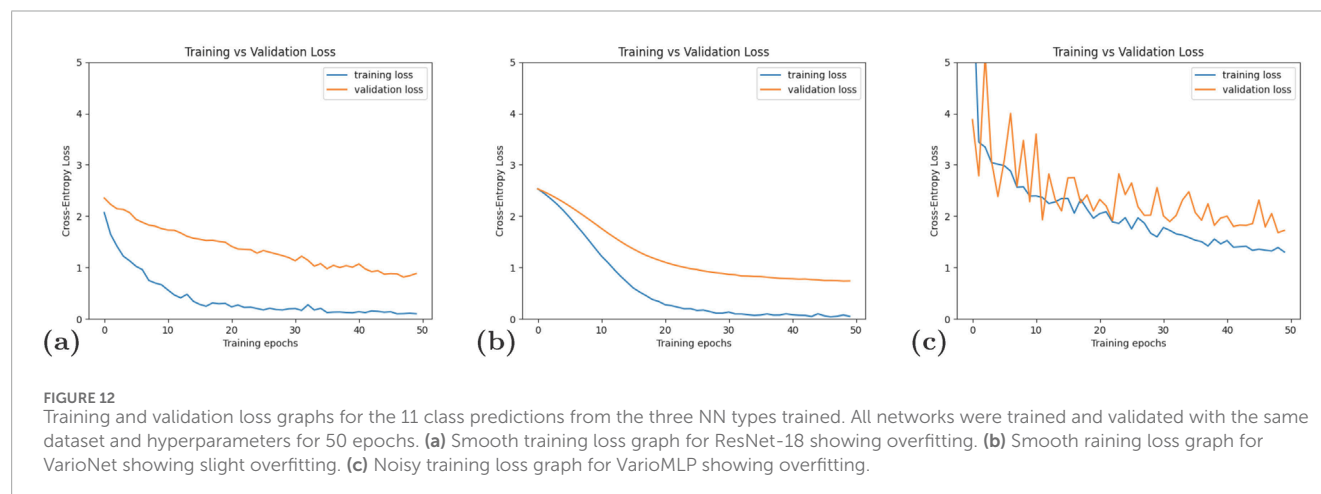 Training vs Validation Loss
5
4
3
2
1
0
Cross-Entropy Loss
training loss
validation loss
0 10 20 30 40 50
Training epochs
(a)
Training vs Validation Loss
5
4
3
2
1
0
Cross-Entropy Loss
training loss
validation loss
0 10 20 30 40 50
Training epochs
(b)
Training vs Validation Loss
5
4
3
2
1
0
Cross-Entropy Loss
training loss
validation loss
0 10 20 30 40 50
Training epochs
(c)
FIGURE 12
Training and validation loss graphs for the 11 class predictions from the three NN types trained. All networks were trained and validated with the same
dataset and hyperparameters for 50 epochs. (a) Smooth training loss graph for ResNet-18 showing overfitting. (b) Smooth raining loss graph for
VarioNet showing slight overfitting. (c) Noisy training loss graph for VarioMLP showing overfitting.